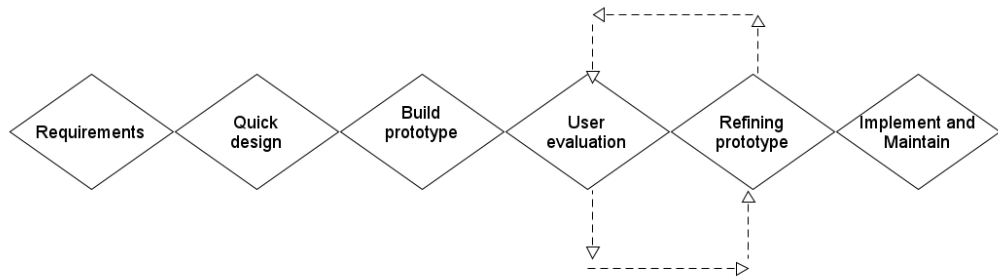 Requirements
Quick
design
Build
prototype
User
evaluation
Refining
prototype
Implement and
Maintain